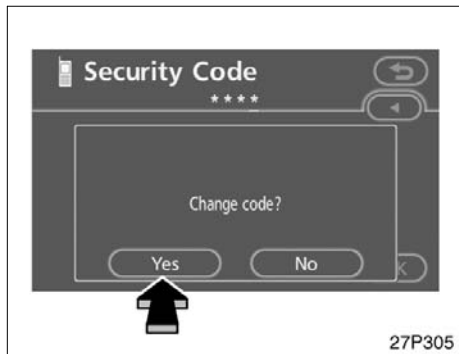 Security Code
****
Change code?
Yes No
27P305